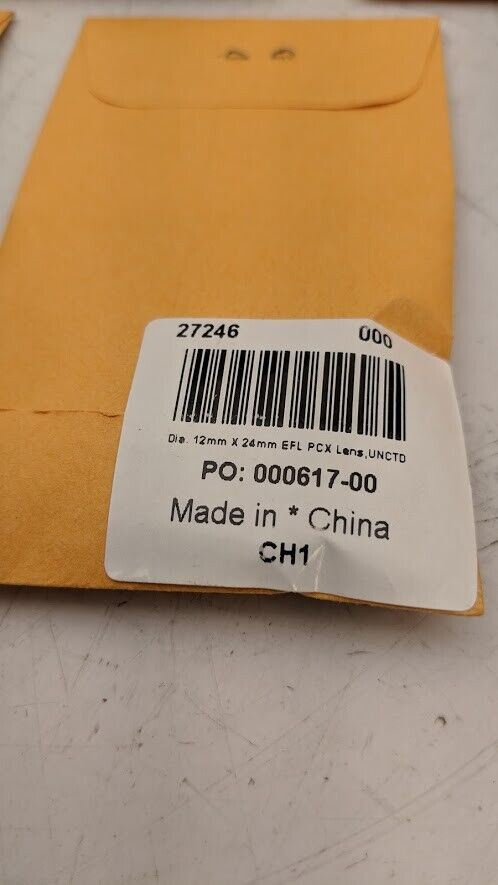 27246 000
Dia. 12mm X 24mm EFL PCX Lens,UNCTD
PO: 000617-00
Made in * China
CH1